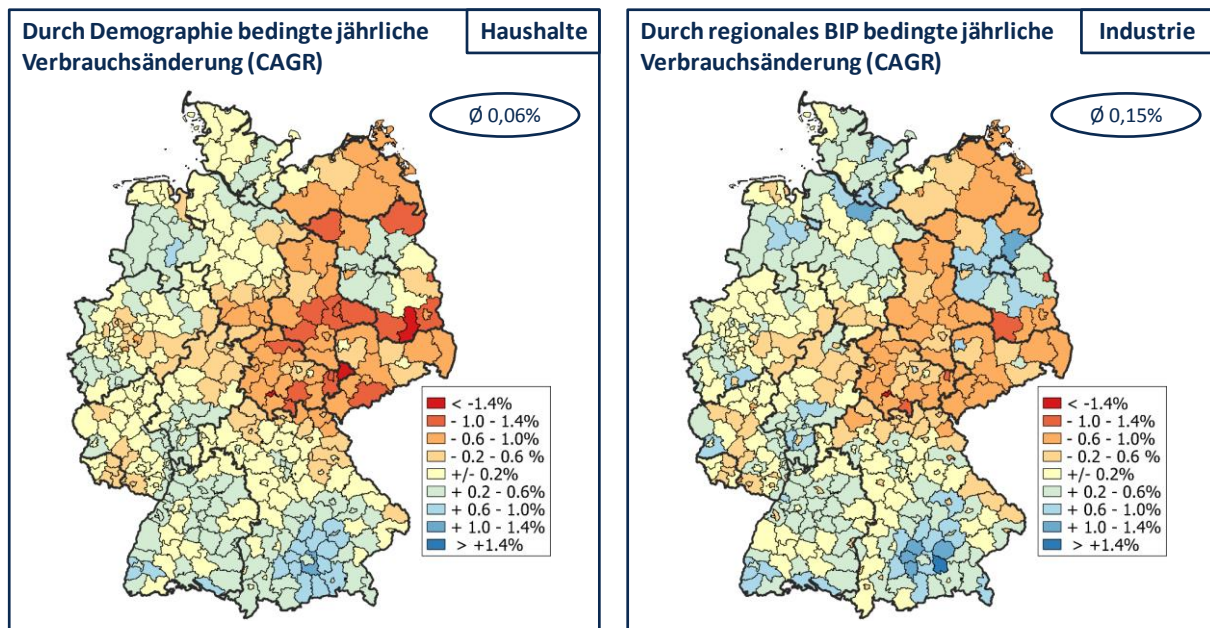 Durch Demographie bedingte jährliche
Verbrauchsänderung (CAGR)
Haushalte
Ø 0,06%
< -1.4%
- 1.0 - 1.4%
- 0.6 - 1.0%
- 0.2 - 0.6 %
+/- 0.2%
+ 0.2 - 0.6%
+ 0.6 - 1.0%
+ 1.0 - 1.4%
> +1.4%
Durch regionales BIP bedingte jährliche
Verbrauchsänderung (CAGR)
Industrie
Ø 0,15%
< -1.4%
- 1.0 - 1.4%
- 0.6 - 1.0%
- 0.2 - 0.6 %
+/- 0.2%
+ 0.2 - 0.6%
+ 0.6 - 1.0%
+ 1.0 - 1.4%
> +1.4%